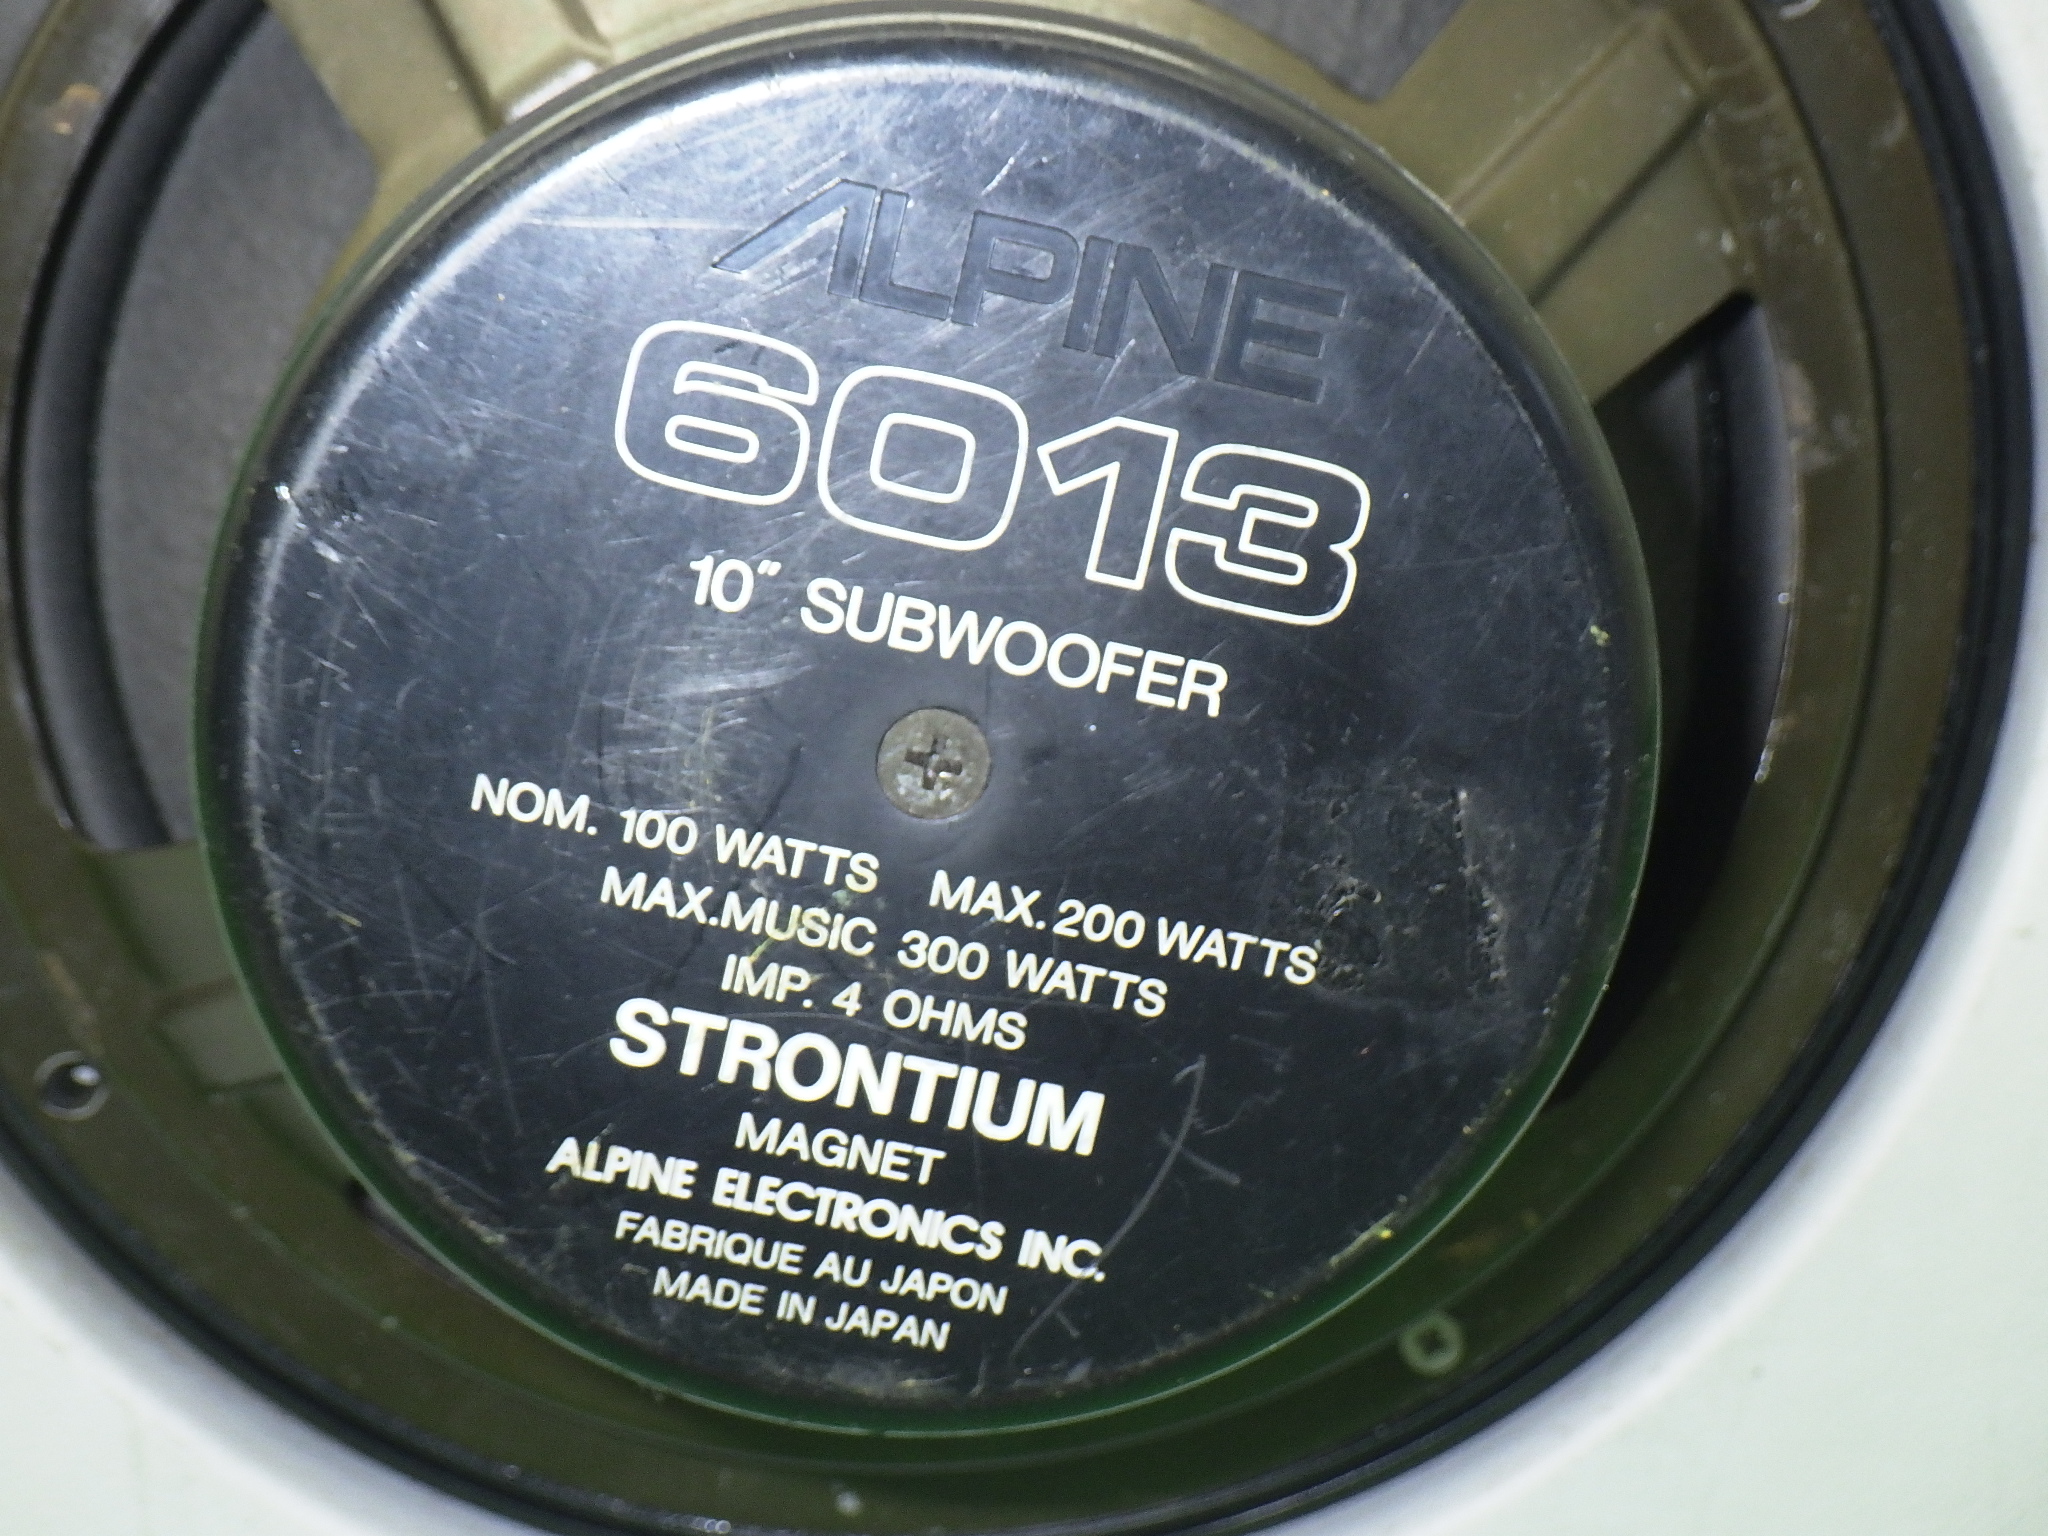 ALPINE
6013
10" SUBWOOFER
NOM. 100 WATTS MAX. 200 WATTS
MAX.MUSIC 300 WATTS
IMP. 4 OHMS
STRONTIUM
MAGNET
ALPINE ELECTRONICS INC.
FABRIQUE AU JAPON
MADE IN JAPAN